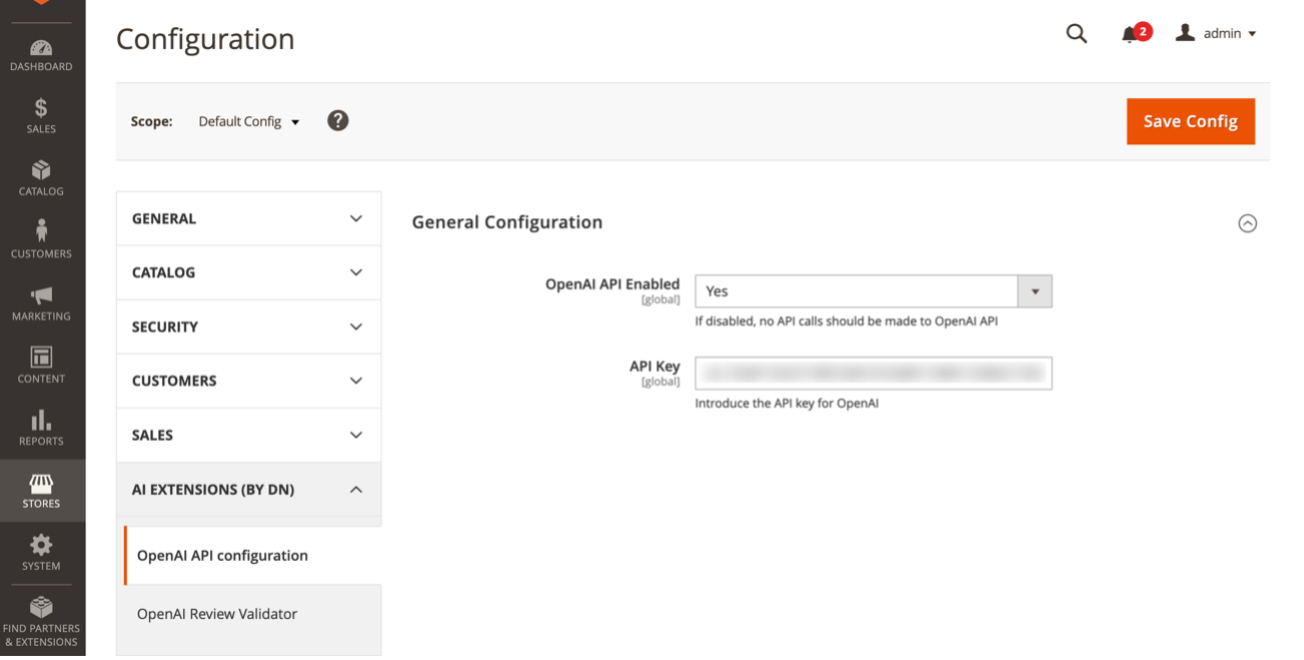 Configuration
2
admin
DASHBOARD
SALES
CATALOG
CUSTOMERS
MARKETING
CONTENT
REPORTS
STORES
SYSTEM
FIND PARTNERS
& EXTENSIONS
Scope:
Default Config
?
Save Config
GENERAL
CATALOG
SECURITY
CUSTOMERS
SALES
AI EXTENSIONS (BY DN)
OpenAI API configuration
OpenAI Review Validator
General Configuration
OpenAI API Enabled
[global]
Yes
If disabled, no API calls should be made to OpenAI API
API Key
[global]
Introduce the API key for OpenAI